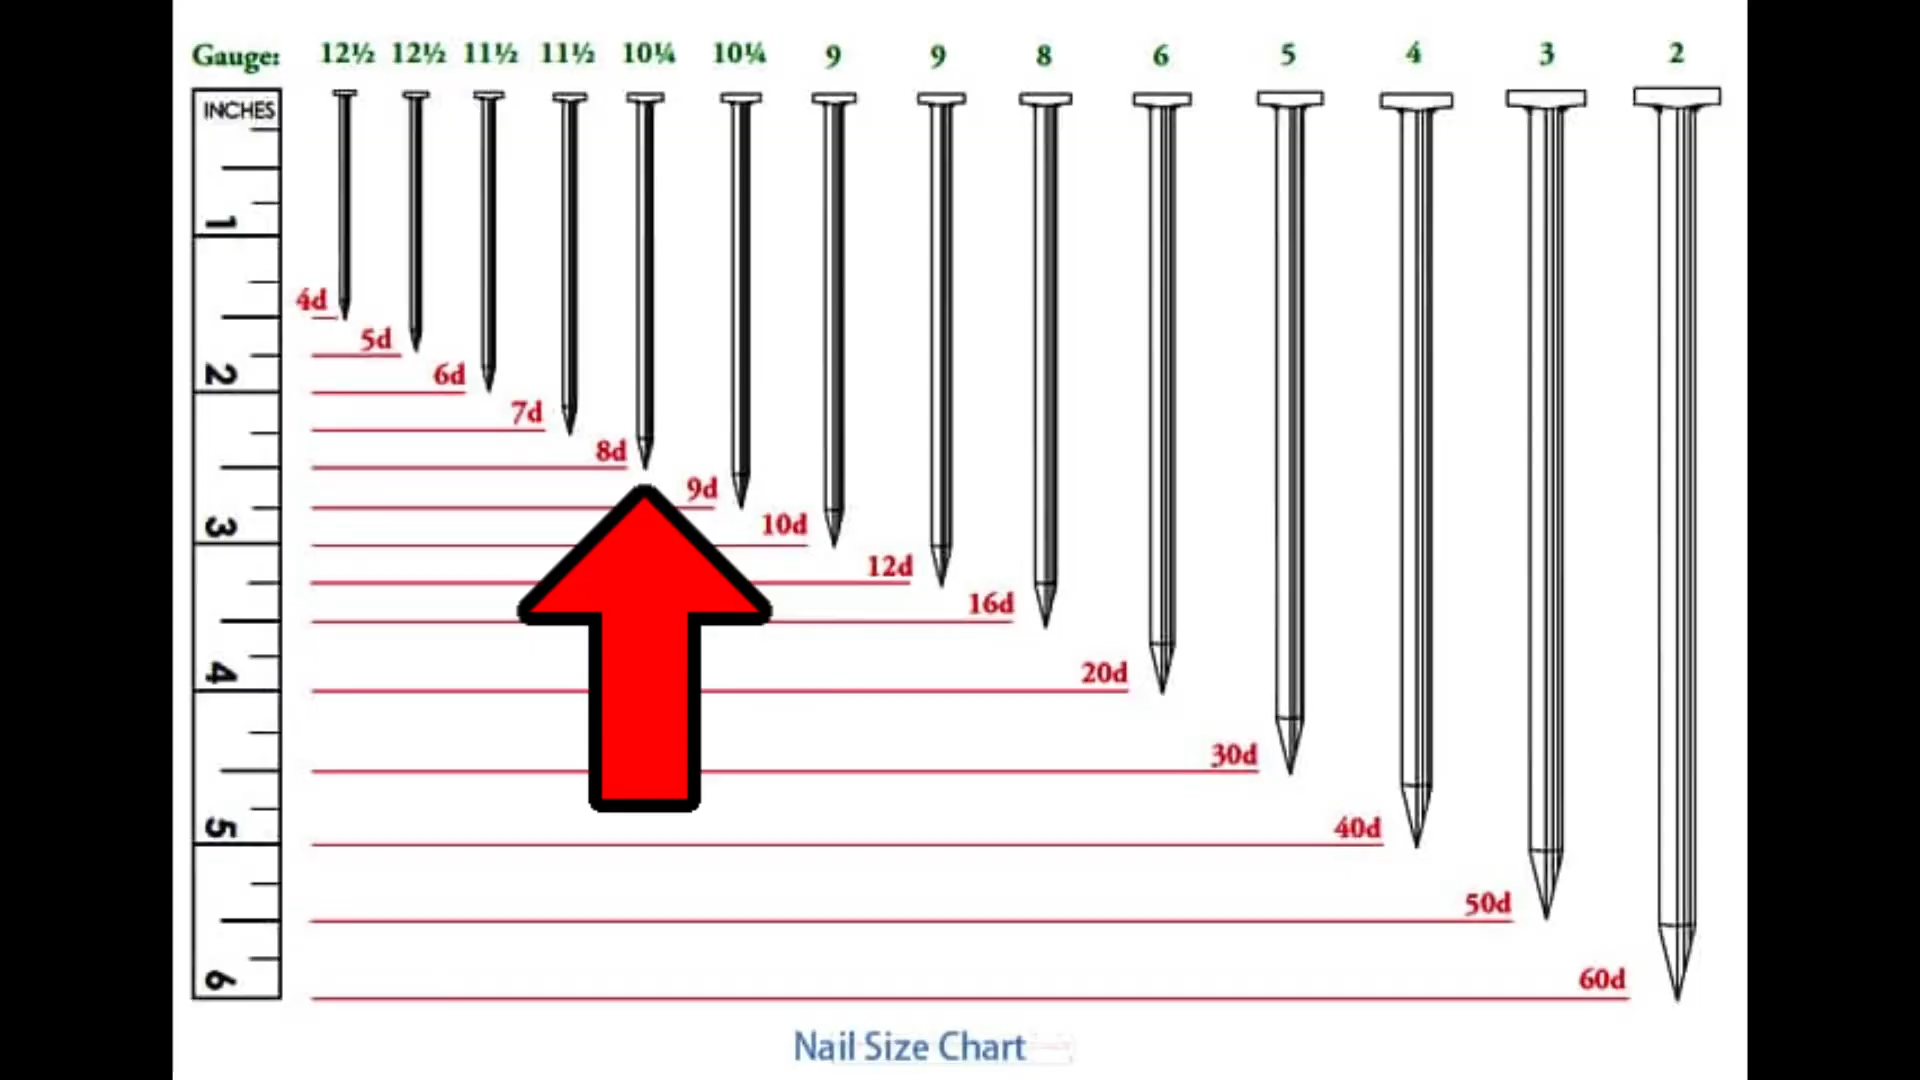 Gauge: 12½ 12½ 11½ 11½ 10¼ 10¼ 9 9 8 6 5 4 3 2
INCHES
1
4d
5d
2
6d
7d
8d
9d
3
10d
12d
16d
4
20d
30d
5
40d
50d
6
60d
Nail Size Chart